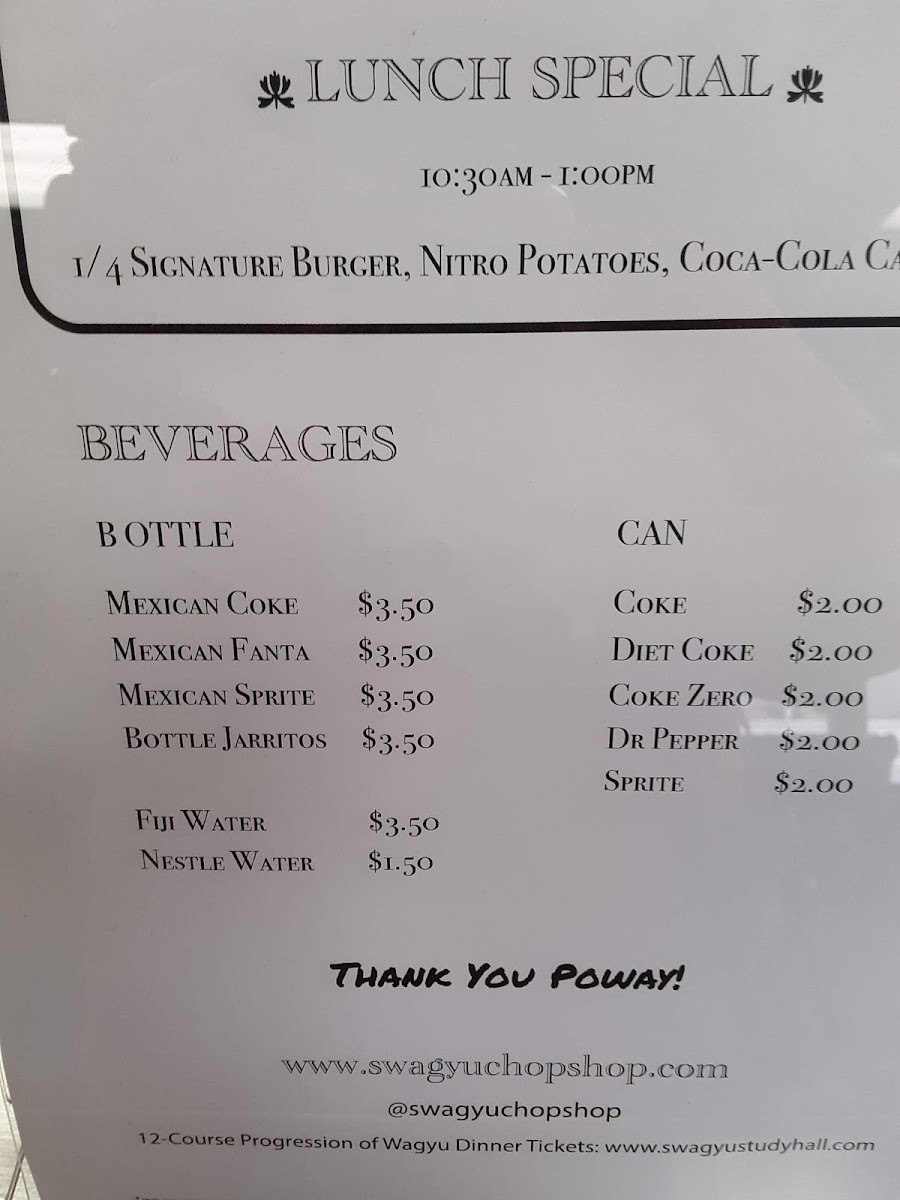 LUNCH SPECIAL
10:30AM - 1:00PM
1/4 SIGNATURE BURGER, NITRO POTATOES, COCA-COLA
BEVERAGES
BOTTLE
MEXICAN COKE $3.50
MEXICAN FANTA $3.50
MEXICAN SPRITE $3.50
BOTTLE JARRITOS $3.50
FIJI WATER $3.50
NESTLE WATER $1.50
CAN
COKE $2.00
DIET COKE $2.00
COKE ZERO $2.00
DR PEPPER $2.00
SPRITE $2.00
THANK YOU POWAY!
www.swagyuchopshop.com
@swagyuchopshop
12-Course Progression of Wagyu Dinner Tickets: www.swagyustudyhall.com